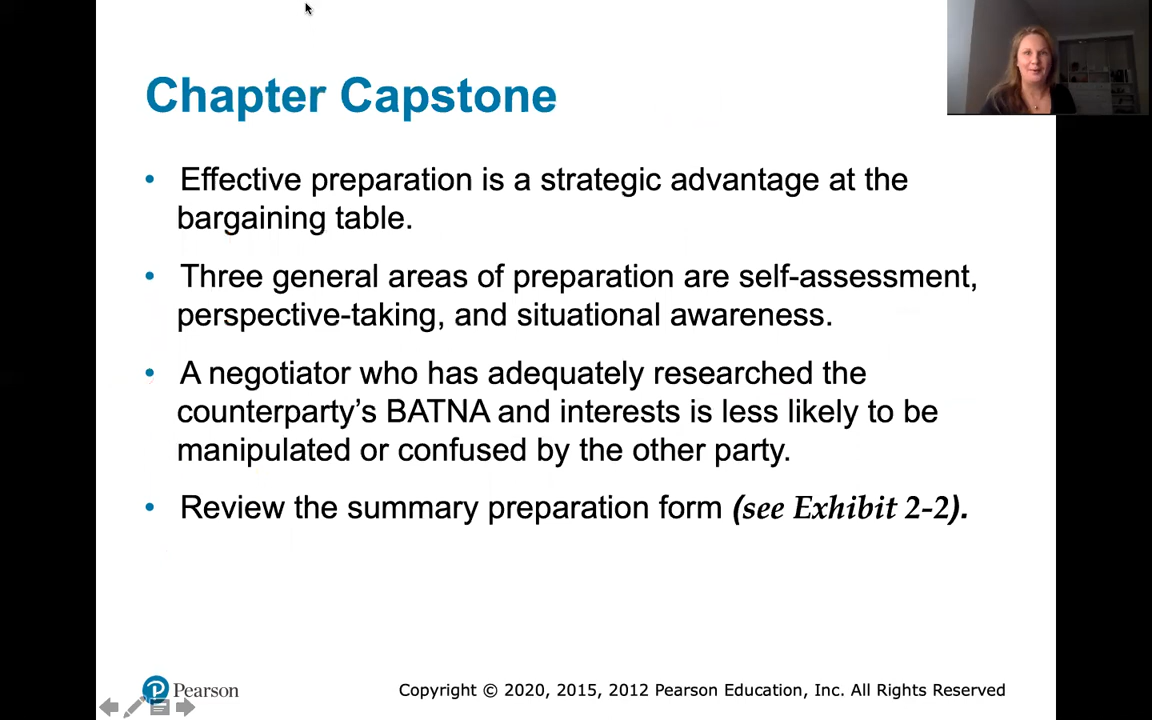 Chapter Capstone
• Effective preparation is a strategic advantage at the
bargaining table.
• Three general areas of preparation are self-assessment,
perspective-taking, and situational awareness.
• A negotiator who has adequately researched the
counterparty’s BATNA and interests is less likely to be
manipulated or confused by the other party.
• Review the summary preparation form (see Exhibit 2-2).
Pearson
Copyright © 2020, 2015, 2012 Pearson Education, Inc. All Rights Reserved